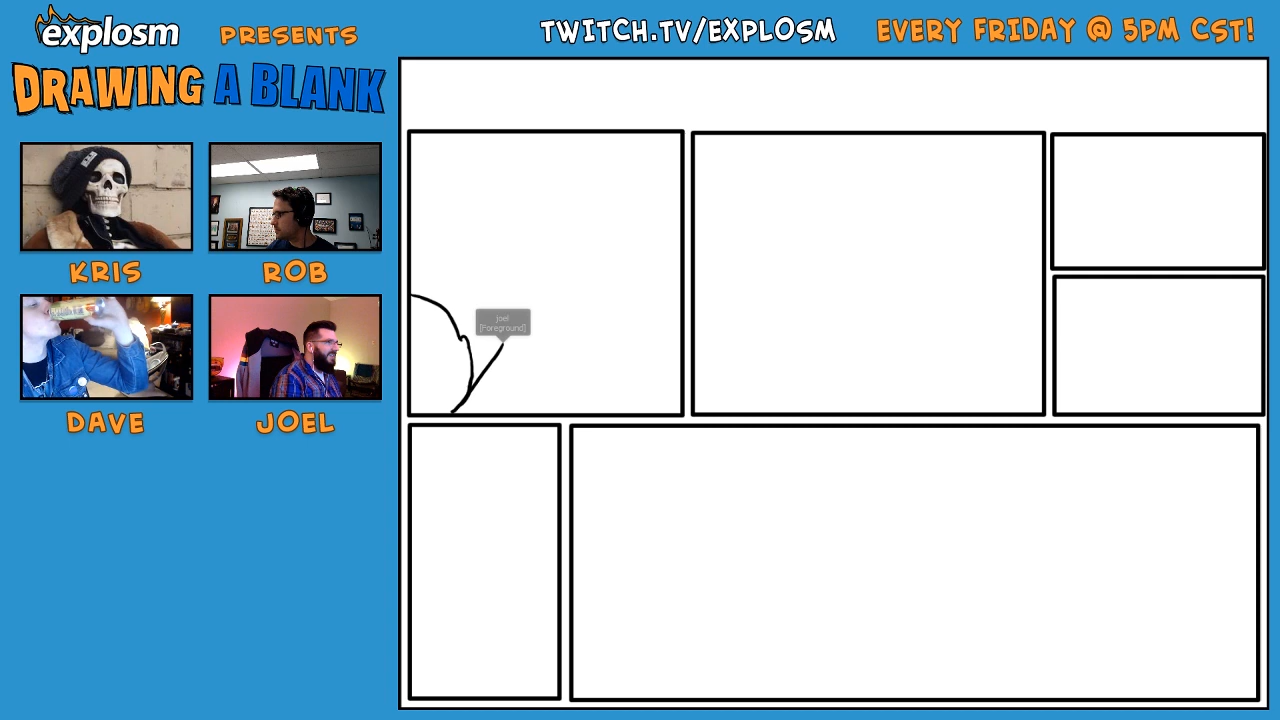 explosm PRESENTS
DRAWING A BLANK
TWITCH.TV/EXPLOSM
EVERY FRIDAY @ 5PM CST!
KRIS
ROB
DAVE
JOEL
joel
[Foreground]